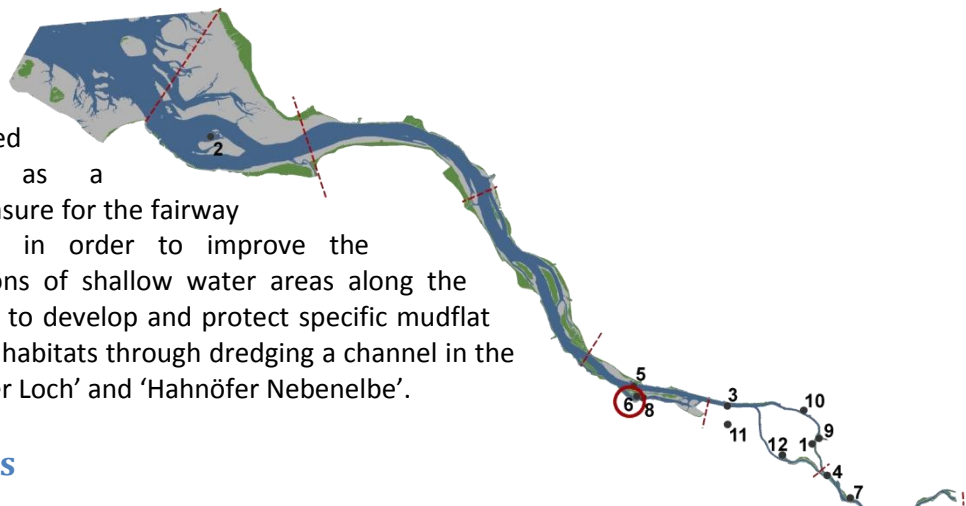 ed
as a
sure for the fairway
in order to improve the
ns of shallow water areas along the
to develop and protect specific mudflat
habitats through dredging a channel in the
er Loch’ and ‘Hahnöfer Nebenelbe’.
s
2
5
6
8
3
11
10
9
1
12
4
7